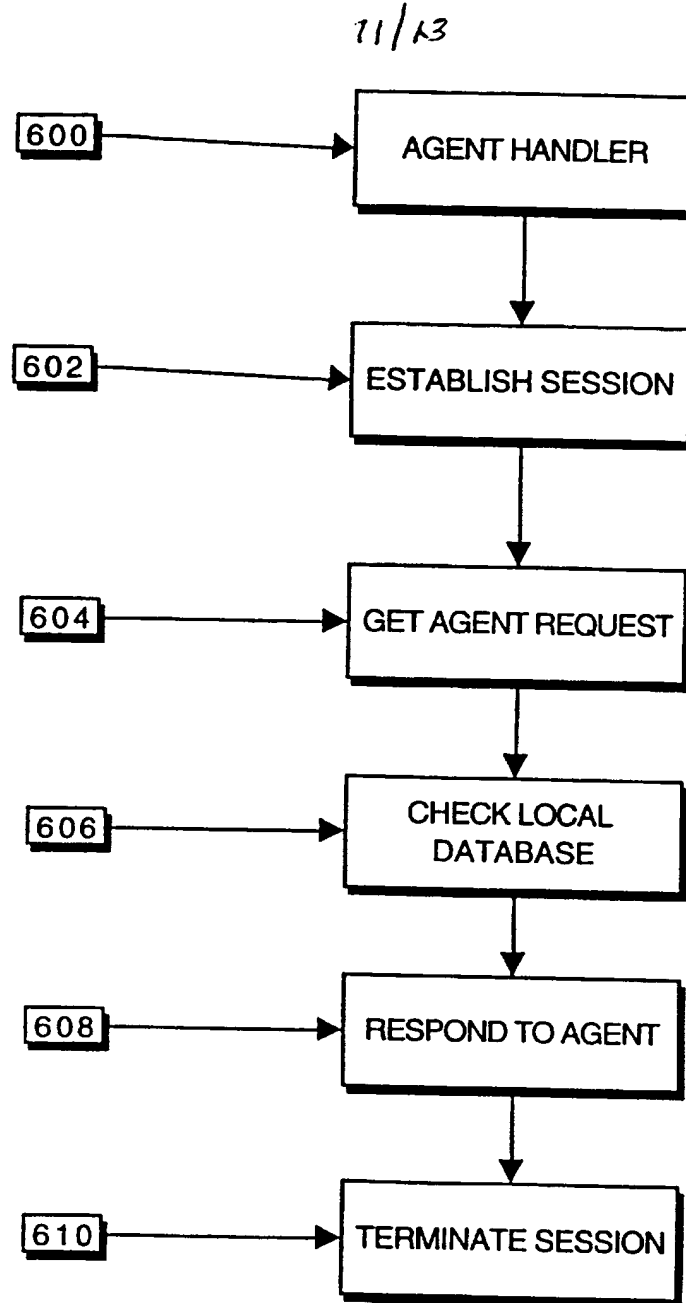 11/13
600
AGENT HANDLER
602
ESTABLISH SESSION
604
GET AGENT REQUEST
606
CHECK LOCAL
DATABASE
608
RESPOND TO AGENT
610
TERMINATE SESSION